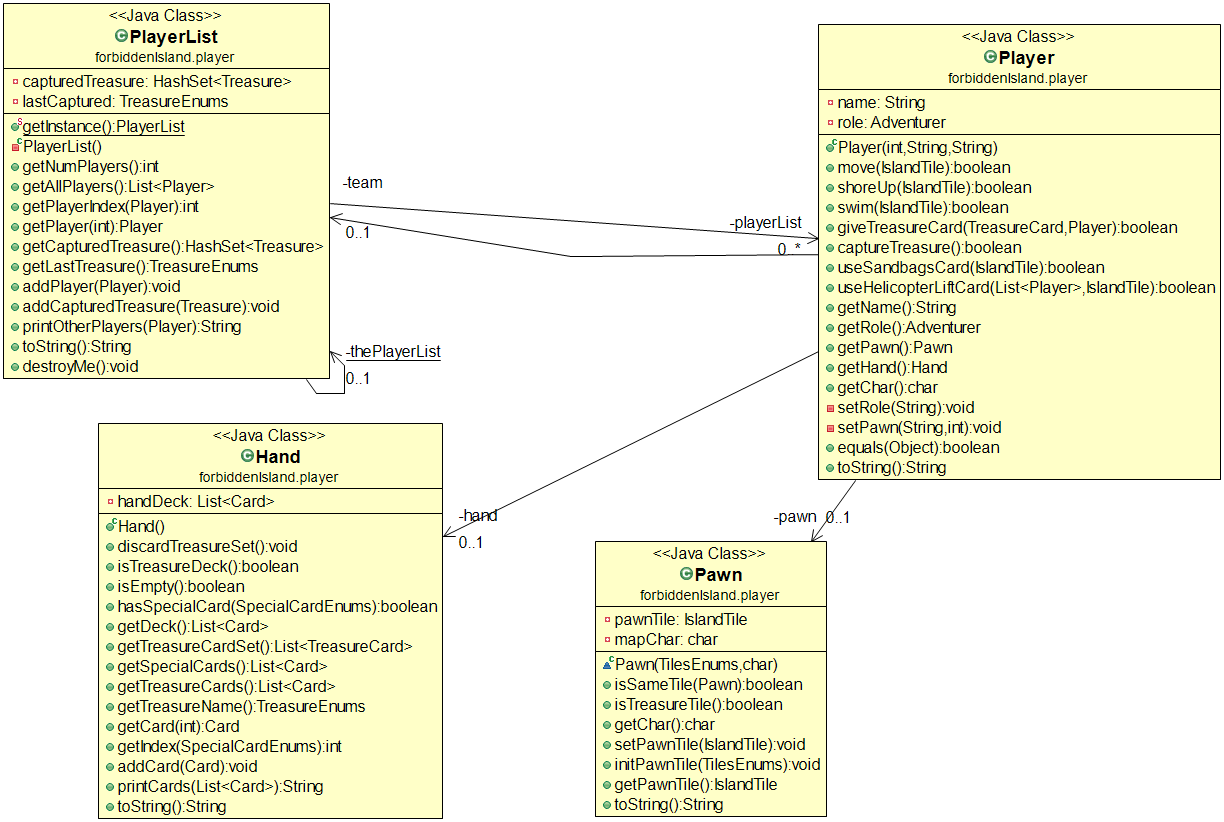 <<Java Class>>
PlayerList
forbiddenIsland.player
capturedTreasure: HashSet<Treasure>
lastCaptured: TreasureEnums
getInstance():PlayerList
PlayerList()
getNumPlayers():int
getAllPlayers():List<Player>
getPlayerIndex(Player):int
getPlayer(int):Player
getCapturedTreasure():HashSet<Treasure>
getLastTreasure():TreasureEnums
addPlayer(Player):void
addCapturedTreasure(Treasure):void
printOtherPlayers(Player):String
toString():String
destroyMe():void
-team
0..1
-playerList
0..*
-thePlayerList
0..1
<<Java Class>>
Player
forbiddenIsland.player
name: String
role: Adventurer
Player(int,String,String)
move(IslandTile):boolean
shoreUp(IslandTile):boolean
swim(IslandTile):boolean
giveTreasureCard(TreasureCard,Player):boolean
captureTreasure():boolean
useSandbagsCard(IslandTile):boolean
useHelicopterLiftCard(List<Player>,IslandTile):boolean
getName():String
getRole():Adventurer
getPawn():Pawn
getHand():Hand
getChar():char
setRole(String):void
setPawn(String,int):void
equals(Object):boolean
toString():String
<<Java Class>>
Hand
forbiddenIsland.player
handDeck: List<Card>
Hand()
discardTreasureSet():void
isTreasureDeck():boolean
isEmpty():boolean
hasSpecialCard(SpecialCardEnums):boolean
getDeck():List<Card>
getTreasureCardSet():List<TreasureCard>
getSpecialCards():List<Card>
getTreasureCards():List<Card>
getTreasureName():TreasureEnums
getCard(int):Card
getIndex(SpecialCardEnums):int
addCard(Card):void
printCards(List<Card>):String
toString():String
-hand
0..1
-pawn 0..1
<<Java Class>>
Pawn
forbiddenIsland.player
pawnTile: IslandTile
mapChar: char
Pawn(TilesEnums,char)
isSameTile(Pawn):boolean
isTreasureTile():boolean
getChar():char
setPawnTile(IslandTile):void
initPawnTile(TilesEnums):void
getPawnTile():IslandTile
toString():String